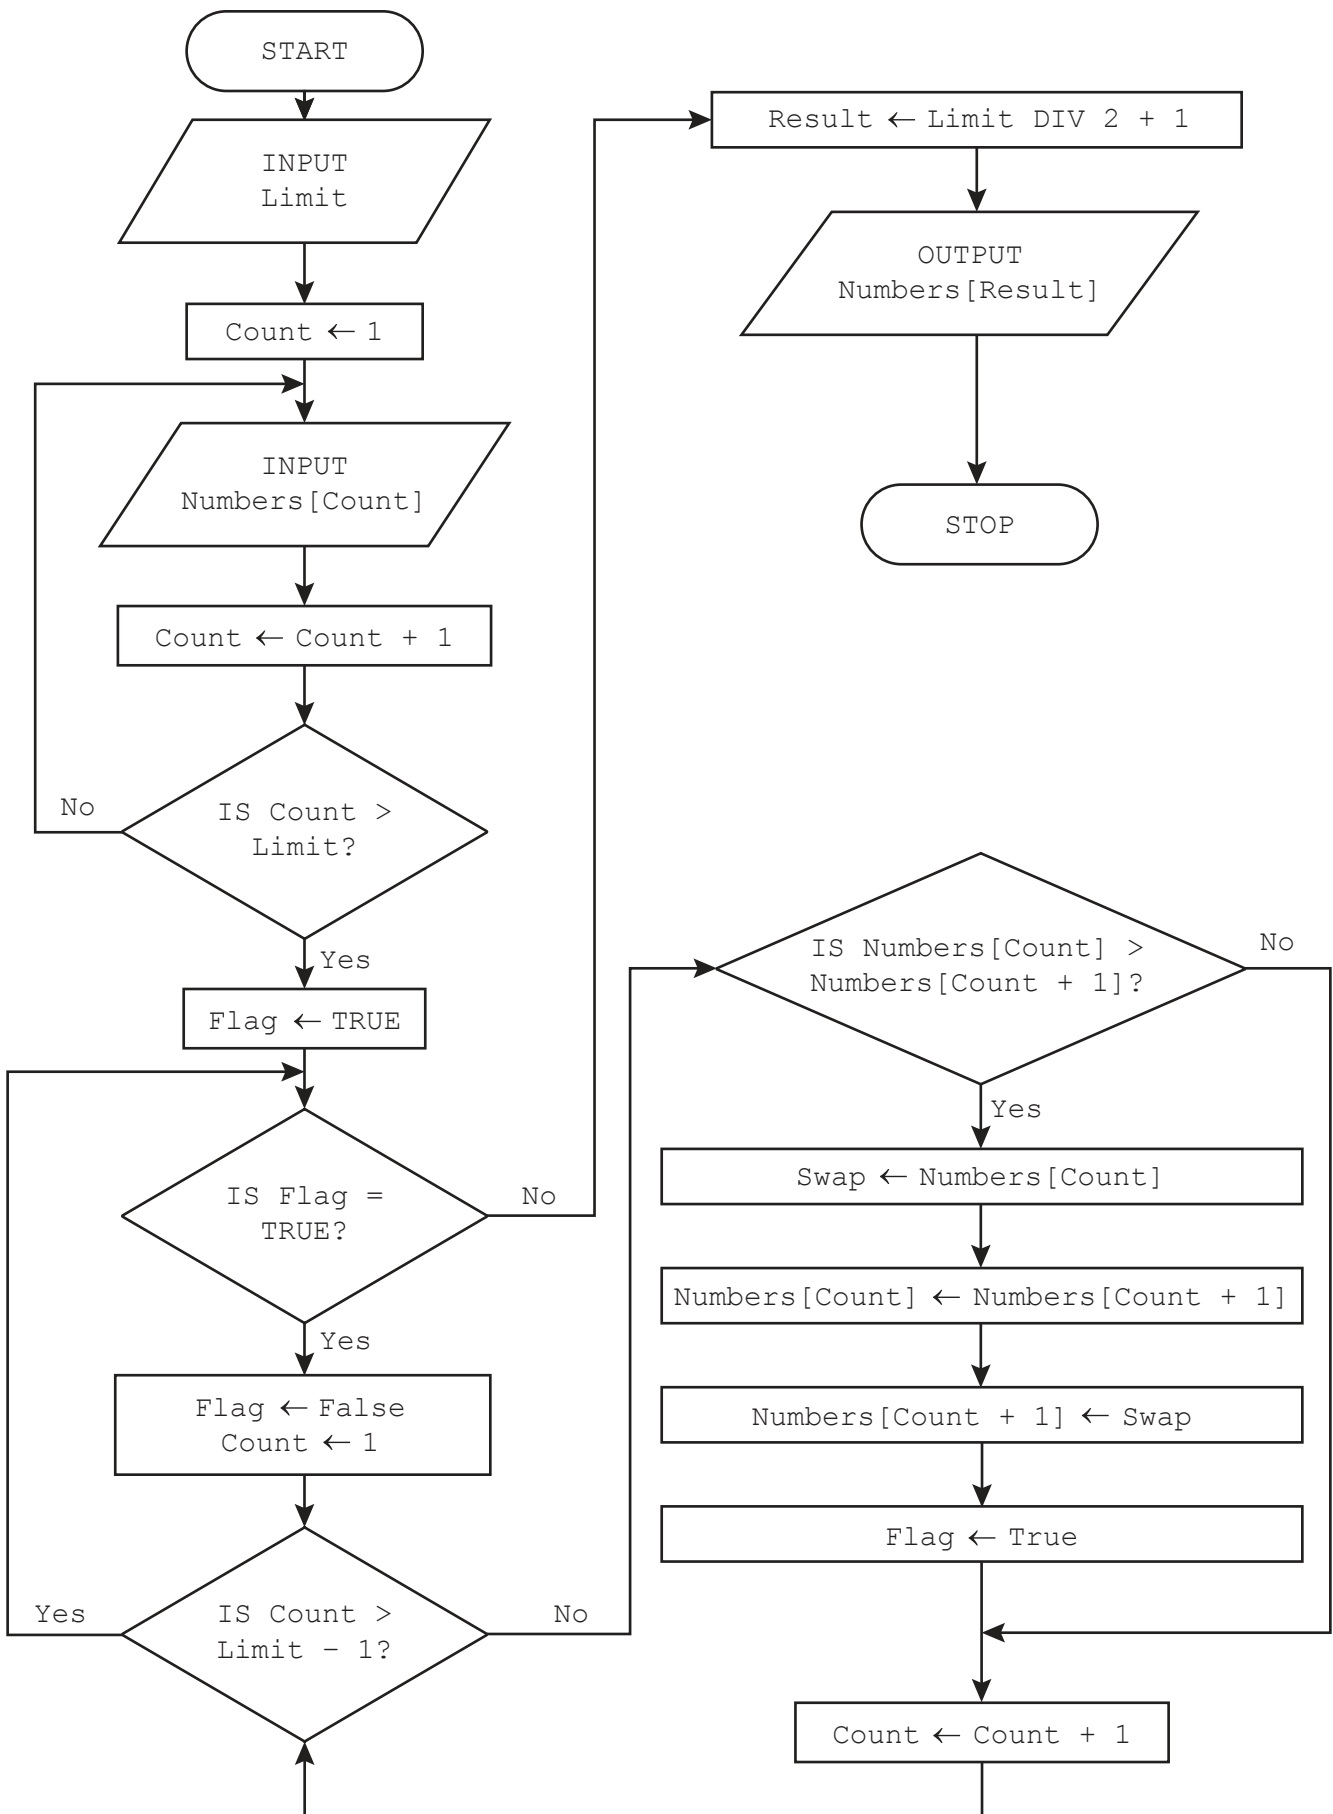 START
INPUT
Limit
Count ← 1
INPUT
Numbers[Count]
Count ← Count + 1
IS Count >
Limit?
No
Yes
Flag ← TRUE
IS Flag =
TRUE?
No
Yes
Flag ← False
Count ← 1
IS Count >
Limit – 1?
Yes
No
Result ← Limit DIV 2 + 1
OUTPUT
Numbers[Result]
STOP
IS Numbers[Count] >
Numbers[Count + 1]?
No
Yes
Swap ← Numbers[Count]
Numbers[Count] ← Numbers[Count + 1]
Numbers[Count + 1] ← Swap
Flag ← True
Count ← Count + 1